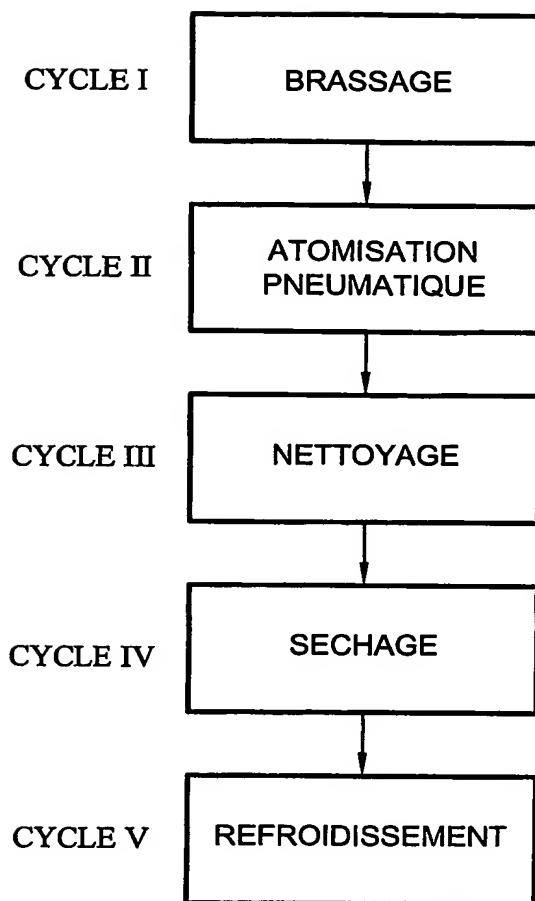 CYCLE I
BRASSAGE
CYCLE II
ATOMISATION
PNEUMATIQUE
CYCLE III
NETTOYAGE
CYCLE IV
SECHAGE
CYCLE V
REFROIDISSEMENT